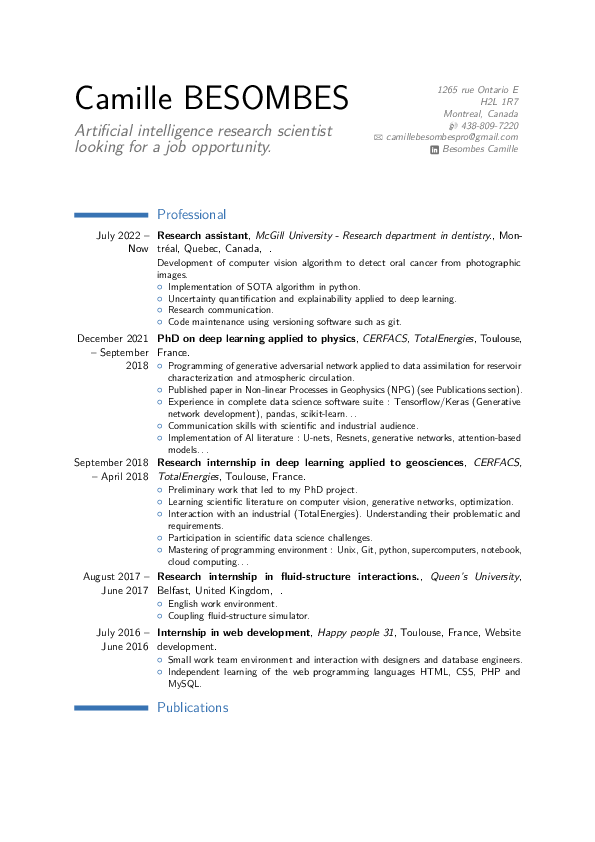 Camille BESOMBES
Artificial intelligence research scientist
looking for a job opportunity.
1265 rue Ontario E
H2L 1R7
Montreal, Canada
438-809-7220
camillebesombespro@gmail.com
Besombes Camille
Professional
July 2022 – Research assistant, McGill University - Research department in dentistry., Mon-
Now tréal, Quebec, Canada, .
Development of computer vision algorithm to detect oral cancer from photographic
images.
Implementation of SOTA algorithm in python.
Uncertainty quantification and explainability applied to deep learning.
Research communication.
Code maintenance using versioning software such as git.
December 2021 PhD on deep learning applied to physics, CERFACS, TotalEnergies, Toulouse,
– September France.
2018 Programing of generative adversarial network applied to data assimilation for reservoir
characterization and atmospheric circulation.
Published paper in Non-linear Processes in Geophysics (NPG) (see Publications section).
Experience in complete data science software suite : Tensorflow/Keras (Generative
network development), pandas, scikit-learn...
Communication skills with scientific and industrial audience.
Implementation of AI literature : U-nets, Resnets, generative networks, attention-based
models...
September 2018 Research internship in deep learning applied to geosciences, CERFACS,
– April 2018 TotalEnergies, Toulouse, France.
Preliminary work that led to my PhD project.
Learning scientific literature on computer vision, generative networks, optimization.
Interaction with an industrial (TotalEnergies). Understanding their problematic and
requirements.
Participation in scientific data science challenges.
Mastering of programming environment : Unix, Git, python, supercomputers, notebook,
cloud computing...
August 2017 – Research internship in fluid-structure interactions., Queen's University,
June 2017 Belfast, United Kingdom, .
English work environment.
Coupling fluid-structure simulator.
July 2016 – Internship in web development, Happy people 31, Toulouse, France, Website
June 2016 development.
Small work team environment and interaction with designers and database engineers.
Independent learning of the web programming languages HTML, CSS, PHP and
MySQL.
Publications